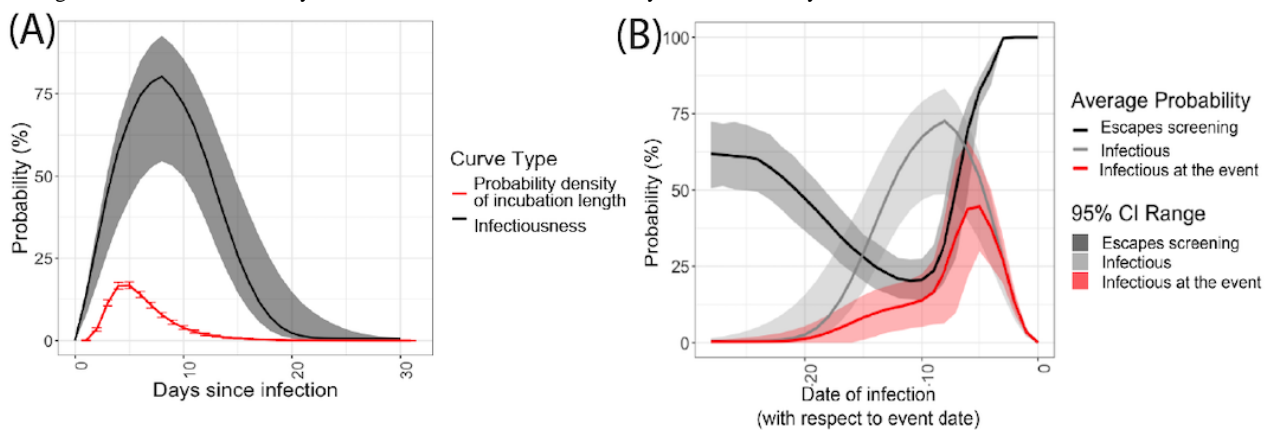 (A)
Probability (%)
75
50
25
0
0
10
20
30
Days since infection
Curve Type
Probability density
of incubation length
Infectiousness
(B)
Probability (%)
100
75
50
25
0
-20
-10
0
Date of infection
(with respect to event date)
Average Probability
Escapes screening
Infectious
Infectious at the event
95% CI Range
Escapes screening
Infectious
Infectious at the event